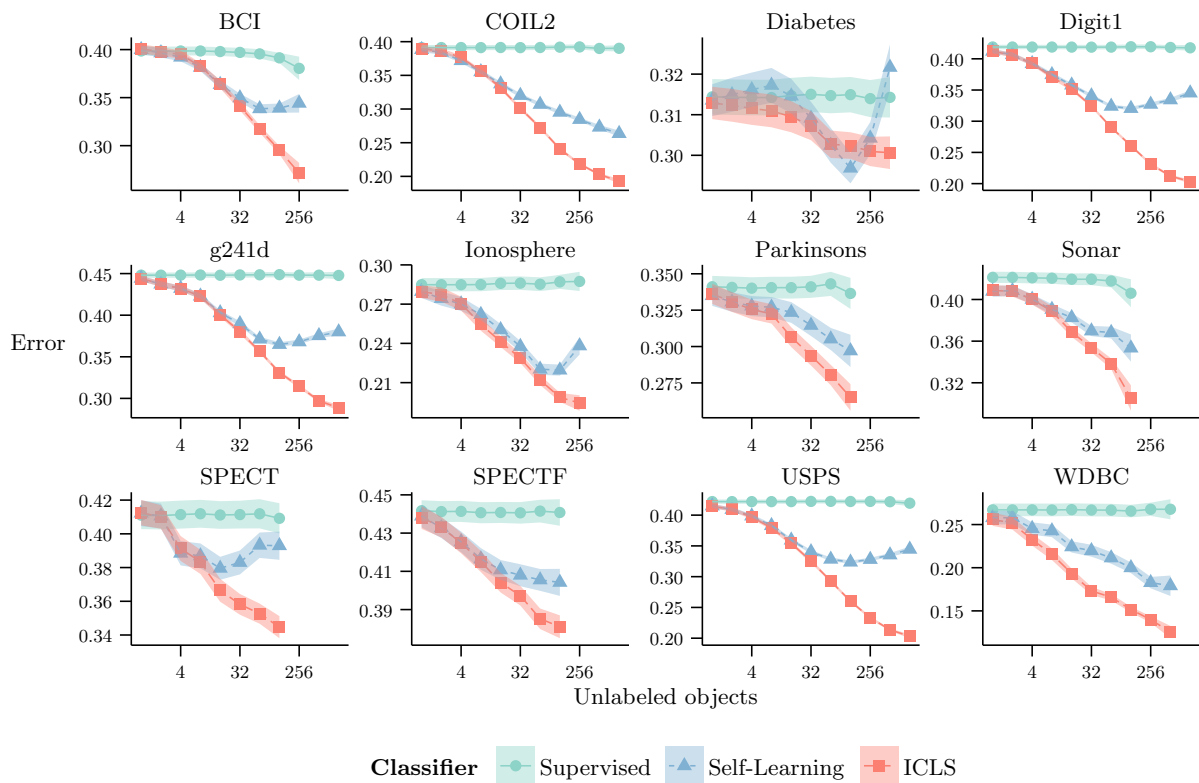 BCI COIL2 Diabetes Digit1
0.40 0.35 0.30
0.40 0.35 0.30 0.25 0.20
0.32 0.31 0.30
0.40 0.35 0.30 0.25 0.20
4 32 256 4 32 256 4 32 256 4 32 256
g241d Ionosphere Parkinsons Sonar
Error
0.45 0.40 0.35 0.30
0.30 0.27 0.24 0.21
0.350 0.325 0.300 0.275
0.40 0.36 0.32
4 32 256 4 32 256 4 32 256 4 32 256
SPECT SPECTF USPS WDBC
0.42 0.40 0.38 0.36 0.34
0.45 0.43 0.41 0.39
0.40 0.35 0.30 0.25 0.20
0.25 0.20 0.15
4 32 256 4 32 256 4 32 256 4 32 256
Unlabeled objects
Classifier Supervised Self-Learning ICLS